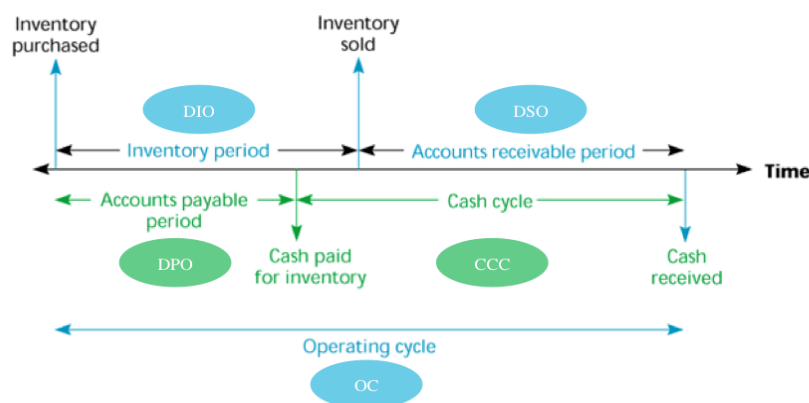 Inventory
purchased
Inventory
sold
DIO
DSO
Inventory period
Accounts receivable period
Time
Accounts payable
period
Cash cycle
DPO
Cash paid
for inventory
CCC
Cash
received
Operating cycle
OC